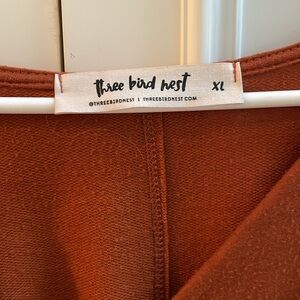 three bird nest XL
@THREEBIRDNEST | THREEBIRDNEST.COM